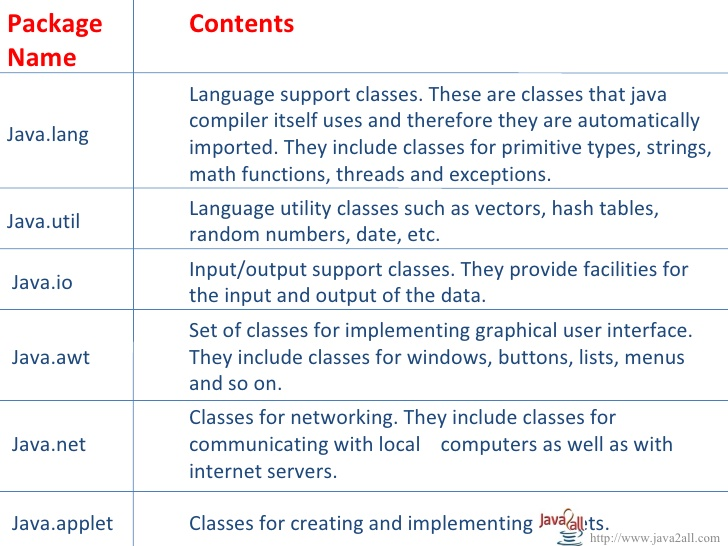 Package Name
Contents
Java.lang
Language support classes. These are classes that java
compiler itself uses and therefore they are automatically
imported. They include classes for primitive types, strings,
math functions, threads and exceptions.
Java.util
Language utility classes such as vectors, hash tables,
random numbers, date, etc.
Java.io
Input/output support classes. They provide facilities for
the input and output of the data.
Java.awt
Set of classes for implementing graphical user interface.
They include classes for windows, buttons, lists, menus
and so on.
Java.net
Classes for networking. They include classes for
communicating with local computers as well as with
internet servers.
Java.applet
Classes for creating and implementing
Java2all
http://www.java2all.com